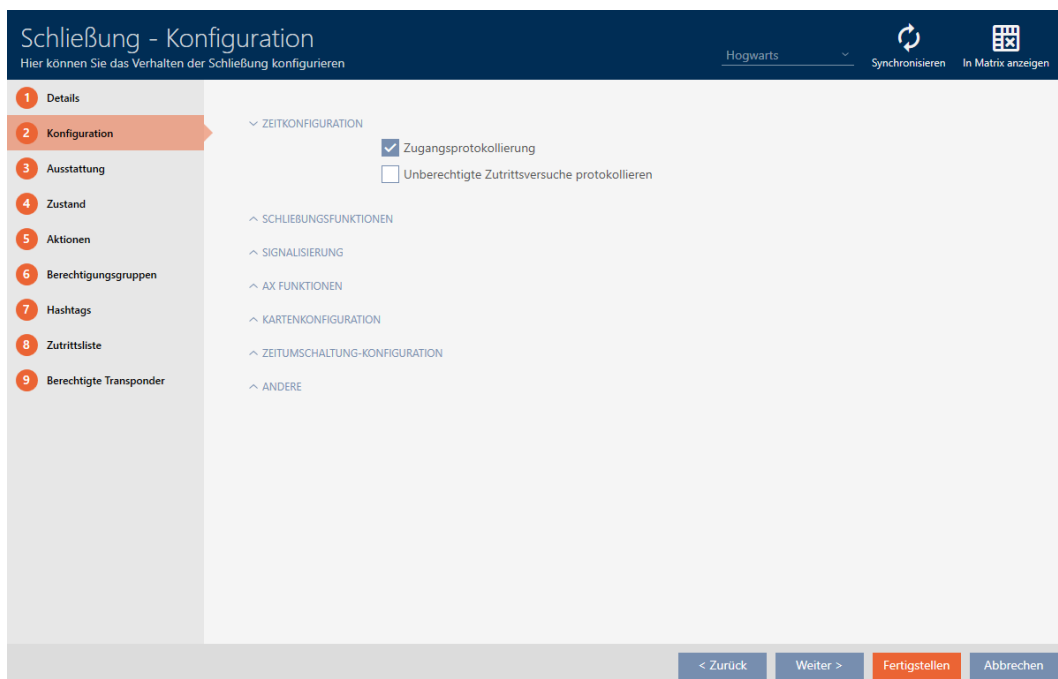 Schließung - Konfiguration
Hier können Sie das Verhalten der Schließung konfigurieren
Hogwarts
Synchronisieren
In Matrix anzeigen
1 Details
2 Konfiguration
3 Ausstattung
4 Zustand
5 Aktionen
6 Berechtigungsgruppen
7 Hashtags
8 Zutrittsliste
9 Berechtigte Transponder
ZEITKONFIGURATION
Zugangsprotokollierung
Unberechtigte Zutrittsversuche protokollieren
SCHLIEßUNGSFUNKTIONEN
SIGNALISIERUNG
AX FUNKTIONEN
KARTENKONFIGURATION
ZEITUMSCHALTUNG-KONFIGURATION
ANDERE
< Zurück
Weiter >
Fertigstellen
Abbrechen